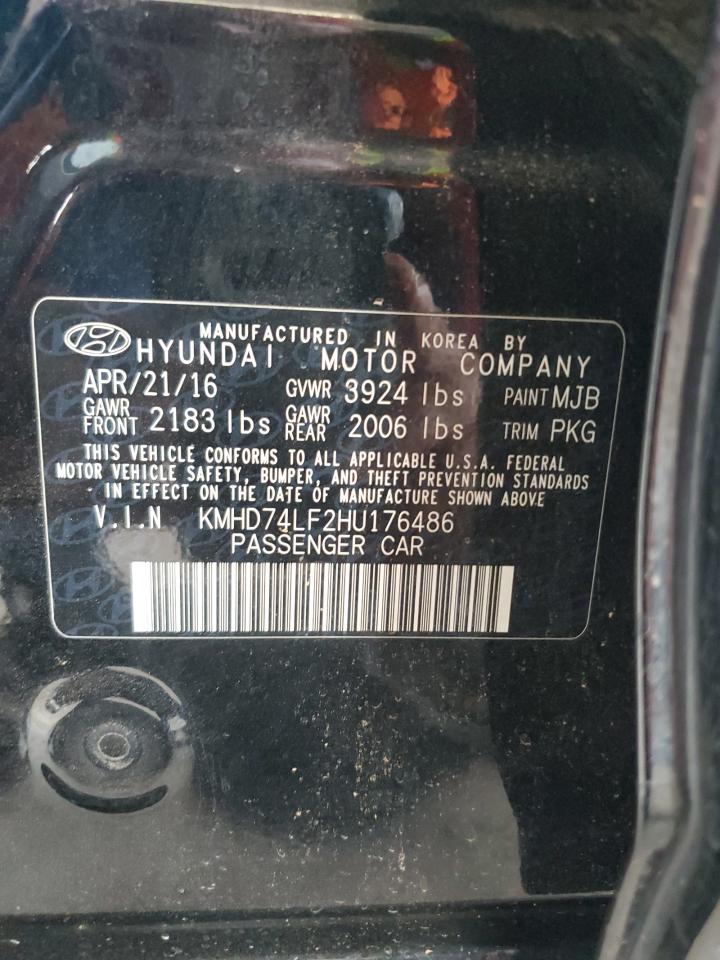 MANUFACTURED IN KOREA BY
HYUNDAI MOTOR COMPANY
APR/21/16 GVWR 3924 lbs PAINT MJB
GAWR FRONT 2183 lbs GAWR REAR 2006 lbs TRIM PKG
THIS VEHICLE CONFORMS TO ALL APPLICABLE U.S.A. FEDERAL
MOTOR VEHICLE SAFETY, BUMPER, AND THEFT PREVENTION STANDARDS
IN EFFECT ON THE DATE OF MANUFACTURE SHOWN ABOVE
V.I.N KMHD74LF2HU176486
PASSENGER CAR